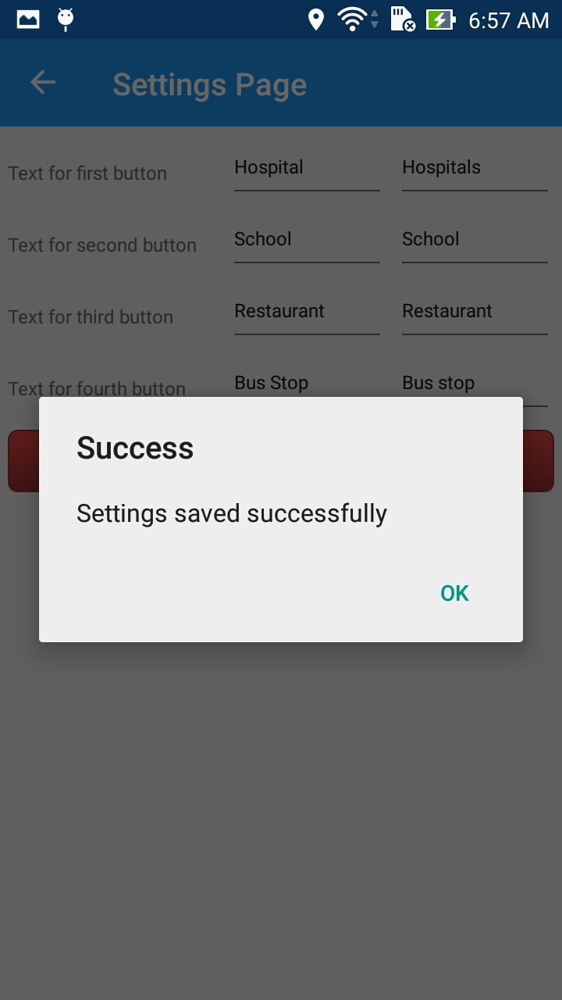 6:57 AM
Settings Page
Text for first button Hospital Hospitals
Text for second button School School
Text for third button Restaurant Restaurant
Text for fourth button Bus Stop Bus stop
Success
Settings saved successfully
OK